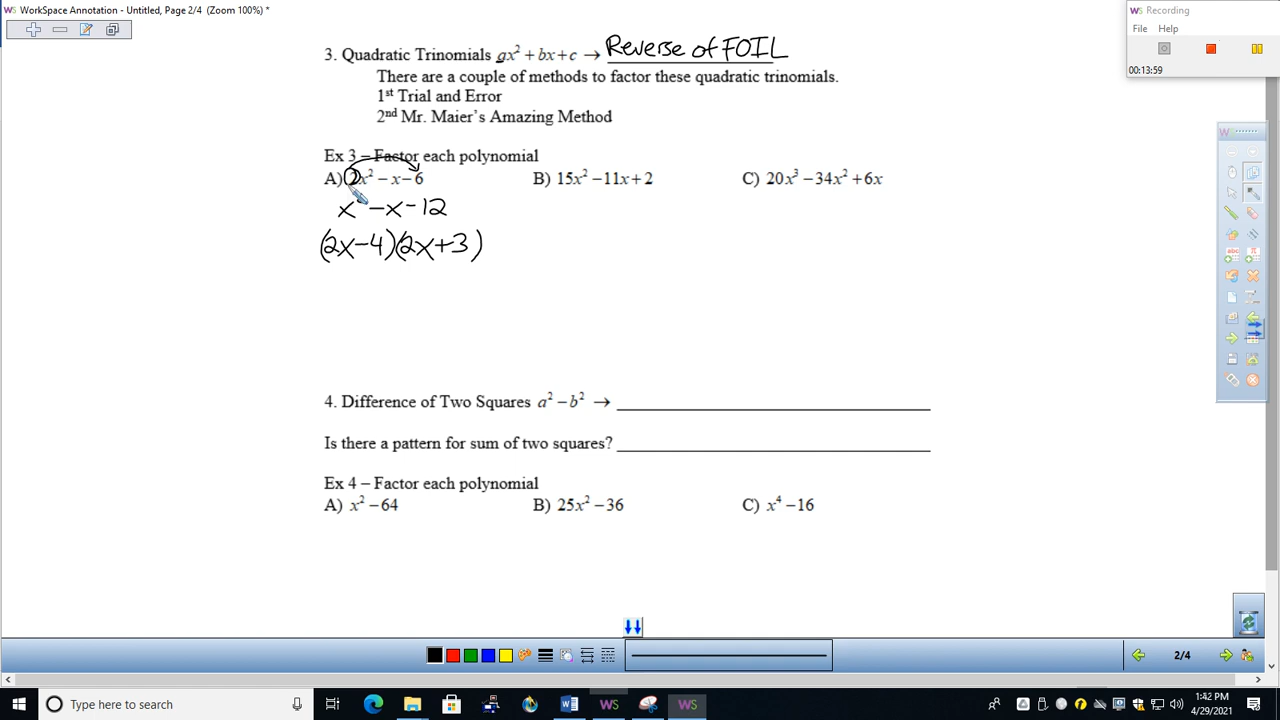 WS WorkSpace Annotation - Untitled, Page 2/4 (Zoom 100%) *
WS Recording
File Help
00:13:59
3. Quadratic Trinomials ax² + bx + c → Reverse of FOIL
There are a couple of methods to factor these quadratic trinomials.
1st Trial and Error
2nd Mr. Maier's Amazing Method
Ex 3 – Factor each polynomial
A) 2x² − x − 6 B) 15x² − 11x + 2 C) 20x³ − 34x² + 6x
x² − x − 12
(2x − 4)(2x + 3)
4. Difference of Two Squares a² − b² →
Is there a pattern for sum of two squares?
Ex 4 – Factor each polynomial
A) x² − 64 B) 25x² − 36 C) x⁴ − 16
2/4
Type here to search
1:42 PM
4/29/2021